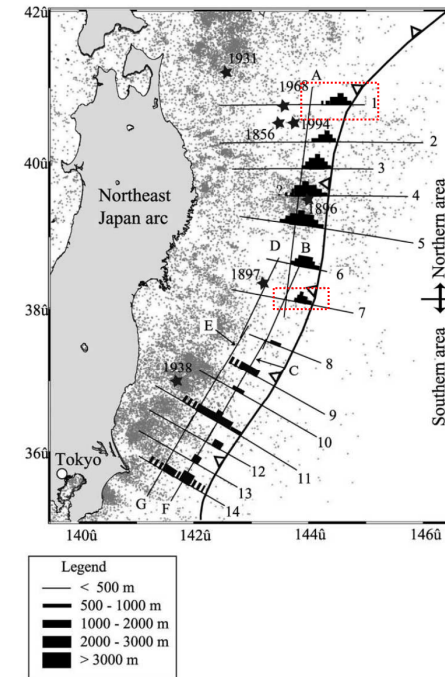 42û
40û
38û
36û
140û
142û
144û
146û
1931
1968
1856
1994
1896
1897
1938
A
1
2
3
4
5
D
B
6
7
E
8
C
9
10
11
12
13
14
G
F
Northeast
Japan arc
Tokyo
Northern area
Southern area
Legend
< 500 m
500 - 1000 m
1000 - 2000 m
2000 - 3000 m
> 3000 m